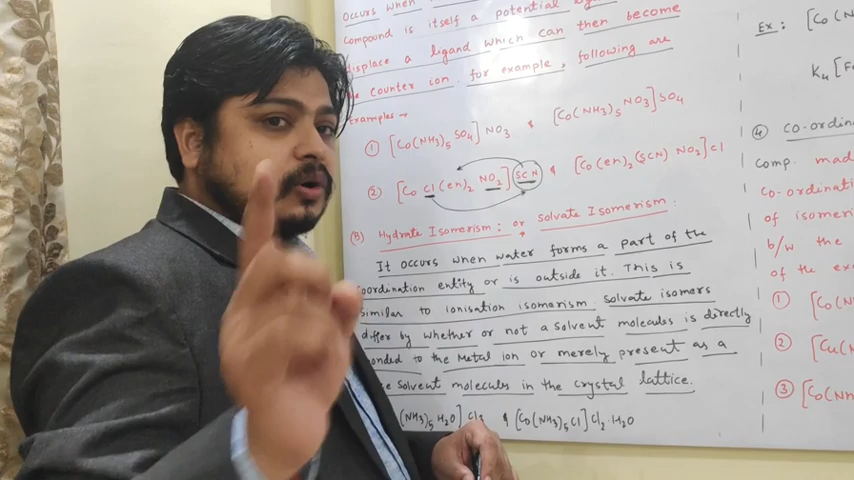 Occurs when
Compound is itself a potential
displace a ligand which can then become
the counter ion. for example, following are
Examples →
① [Co(NH3)5 SO4] NO3 & [Co(NH3)5 NO3] SO4
② [Co Cl (en)2 NO2] SCN & [Co(en)2 (SCN) NO2] Cl
(B) Hydrate Isomerism: or solvate Isomerism:
It occurs when water forms a part of the
coordination entity or is outside it. This is
similar to ionisation isomerism. Solvate isomers
differ by whether or not a solvent molecules is directly
bonded to the Metal ion or merely present as a
solvent molecules in the crystal lattice.
(NH3)5 H2O] Cl3 & [Co(NH3)5 Cl] Cl2·H2O
Ex: [Co(N
K4[F
④ Co-ordin
Comp. mad
Co-ordinati
of isomeri
b/w the
of the ex
① [Co(N
② [Cu(N
③ [Co(NH